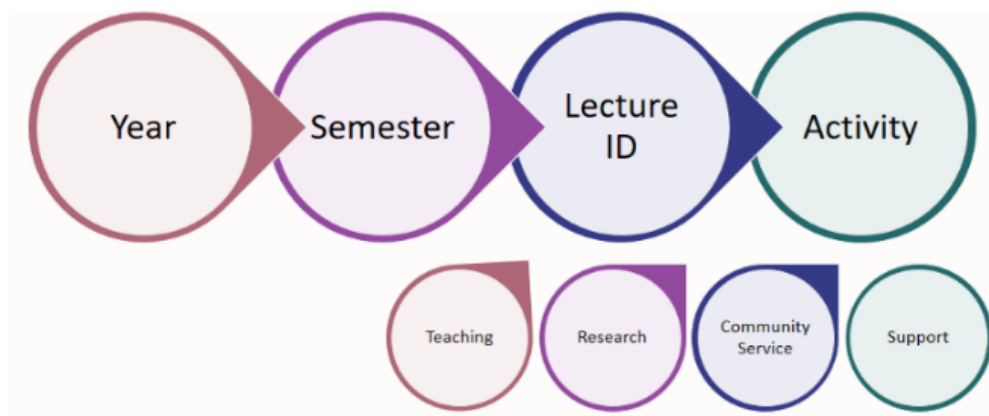 Year
Semester
Lecture
ID
Activity
Teaching
Research
Community
Service
Support